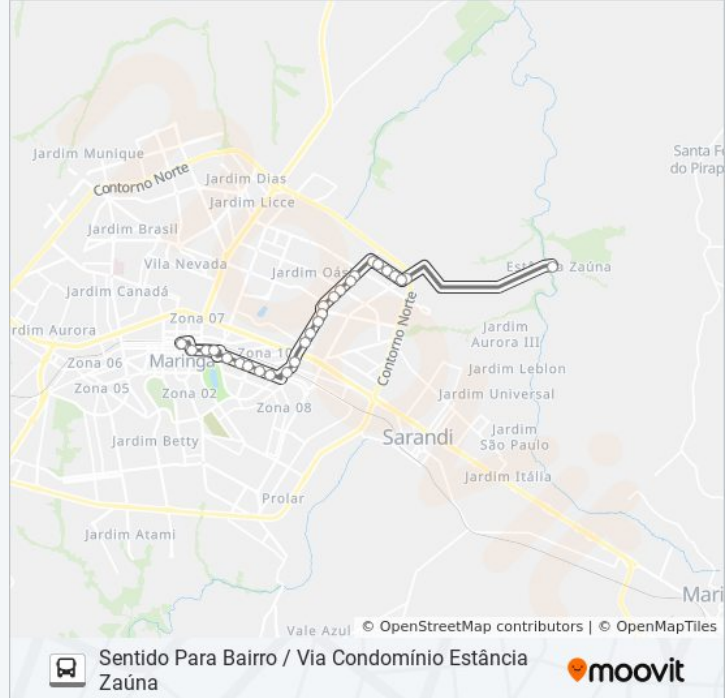 Santa F
do Pirap
Jardim Munique
Contorno Norte
Jardim Dias
Jardim Licce
Jardim Brasil
Vila Nevada
Jardim Oás
Estância Zaúna
Jardim Canadá
Zona 07
rdim Aurora
Jardim
Aurora III
Contorno Norte
Zona 10
Maringá
Zona 06
Jardim Leblon
Zona 05
Zona 02
Jardim Universal
Zona 08
Jardim
São Paulo
Jardim Betty
Sarandi
Jardim Itália
Prolar
Jardim Atami
Mari
Vale Azul
© OpenStreetMap contributors | © OpenMapTiles
Sentido Para Bairro / Via Condomínio Estância
Zaúna
moovit